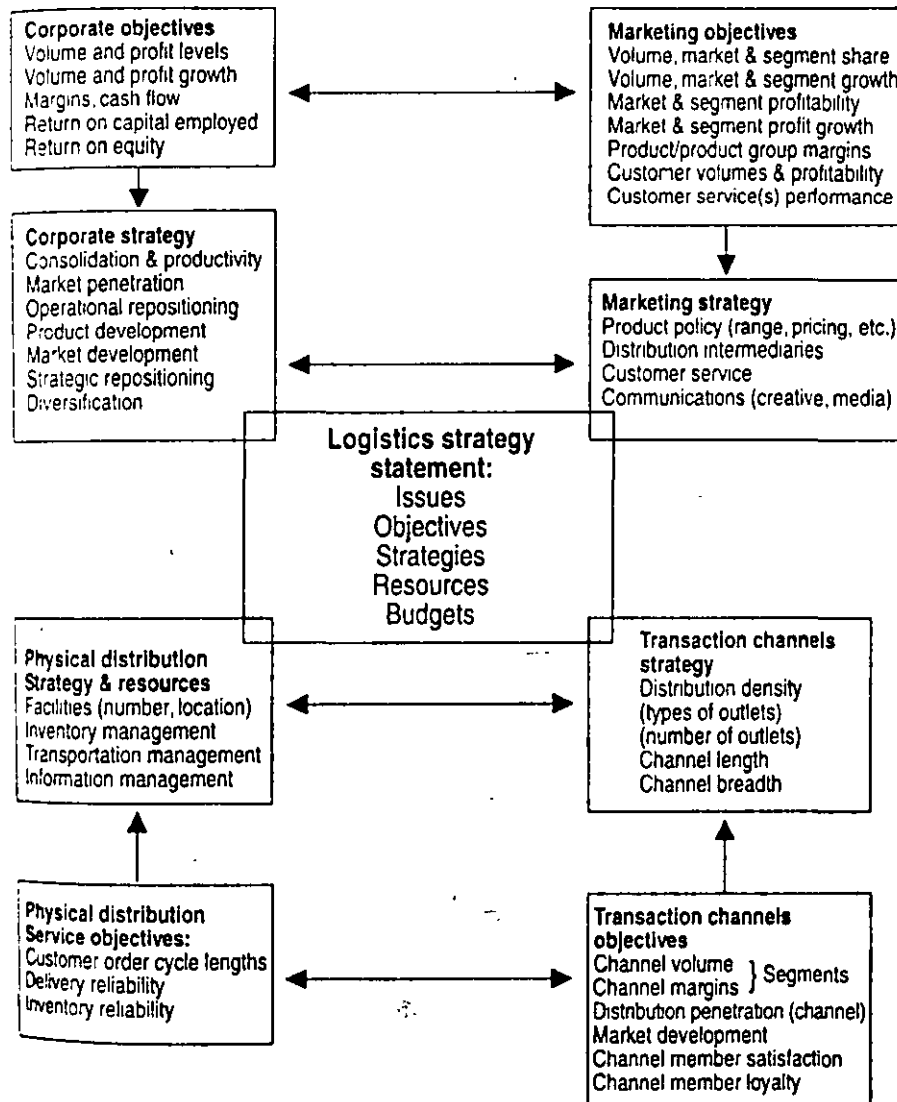 Corporate objectives
Volume and profit levels
Volume and profit growth
Margins, cash flow
Return on capital employed
Return on equity
Marketing objectives
Volume, market & segment share
Volume, market & segment growth
Market & segment profitability
Market & segment profit growth
Product/product group margins
Customer volumes & profitability
Customer service(s) performance
Corporate strategy
Consolidation & productivity
Market penetration
Operational repositioning
Product development
Market development
Strategic repositioning
Diversification
Marketing strategy
Product policy (range, pricing, etc.)
Distribution intermediaries
Customer service
Communications (creative, media)
Logistics strategy
statement:
Issues
Objectives
Strategies
Resources
Budgets
Physical distribution
Strategy & resources
Facilities (number, location)
Inventory management
Transportation management
Information management
Transaction channels
strategy
Distribution density
(types of outlets)
(number of outlets)
Channel length
Channel breadth
Physical distribution
Service objectives:
Customer order cycle lengths
Delivery reliability
Inventory reliability
Transaction channels
objectives
Channel volume
Channel margins } Segments
Distribution penetration (channel)
Market development
Channel member satisfaction
Channel member loyalty